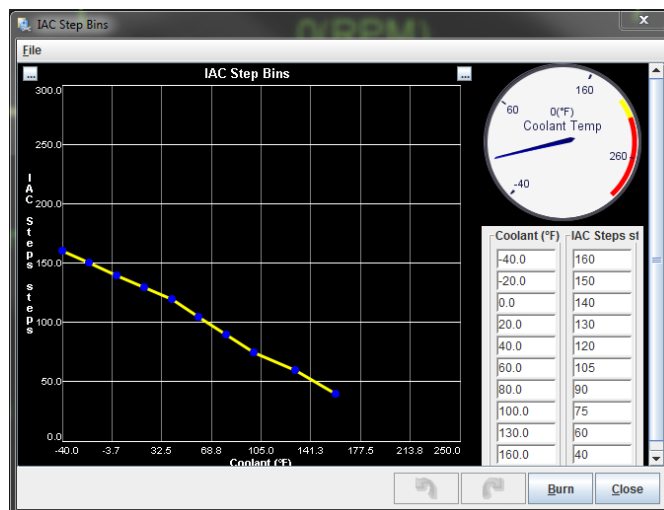 IAC Step Bins
0(RPM)
File
... IAC Step Bins ...
300.0
250.0
200.0
150.0
100.0
50.0
0.0
IAC Steps steps
-40.0 -3.7 32.5 68.8 105.0 141.3 177.5 213.8 250.0
Coolant (°F)
160
60
0(°F)
Coolant Temp
260
-40
Coolant (°F) IAC Steps st
-40.0 160
-20.0 150
0.0 140
20.0 130
40.0 120
60.0 105
80.0 90
100.0 75
130.0 60
160.0 40
Burn Close